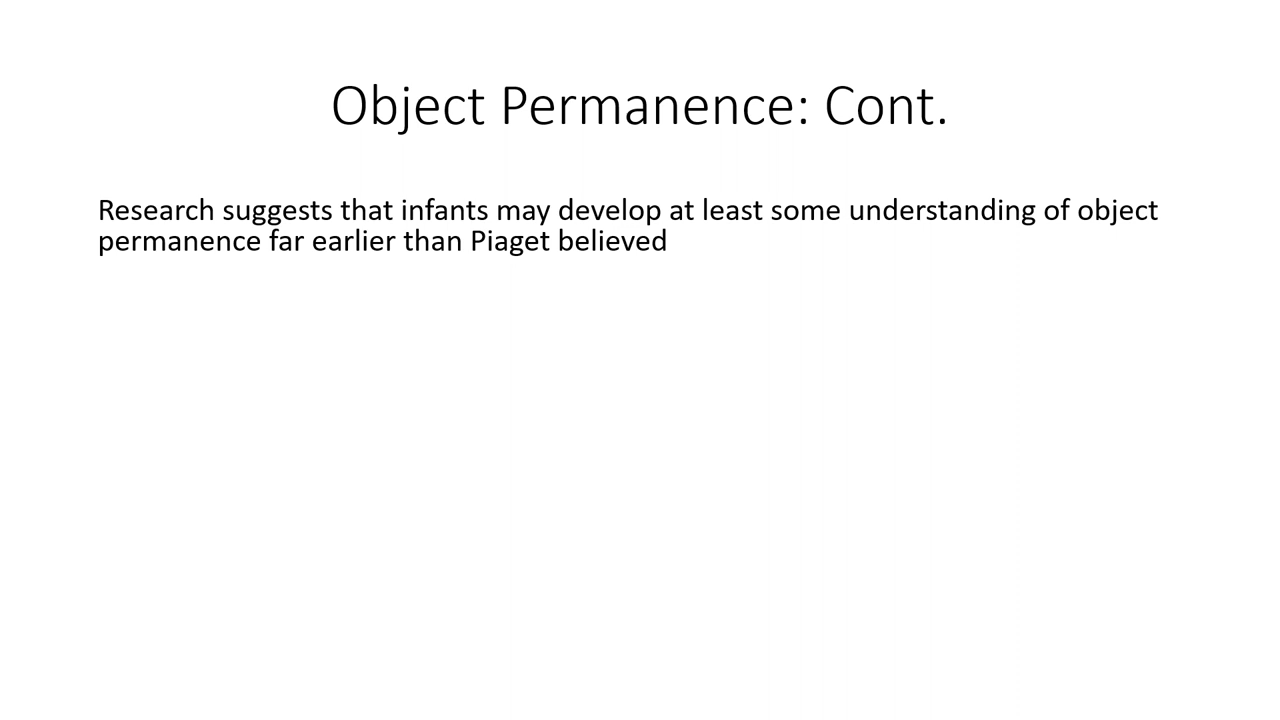 Object Permanence: Cont.
Research suggests that infants may develop at least some understanding of object
permanence far earlier than Piaget believed